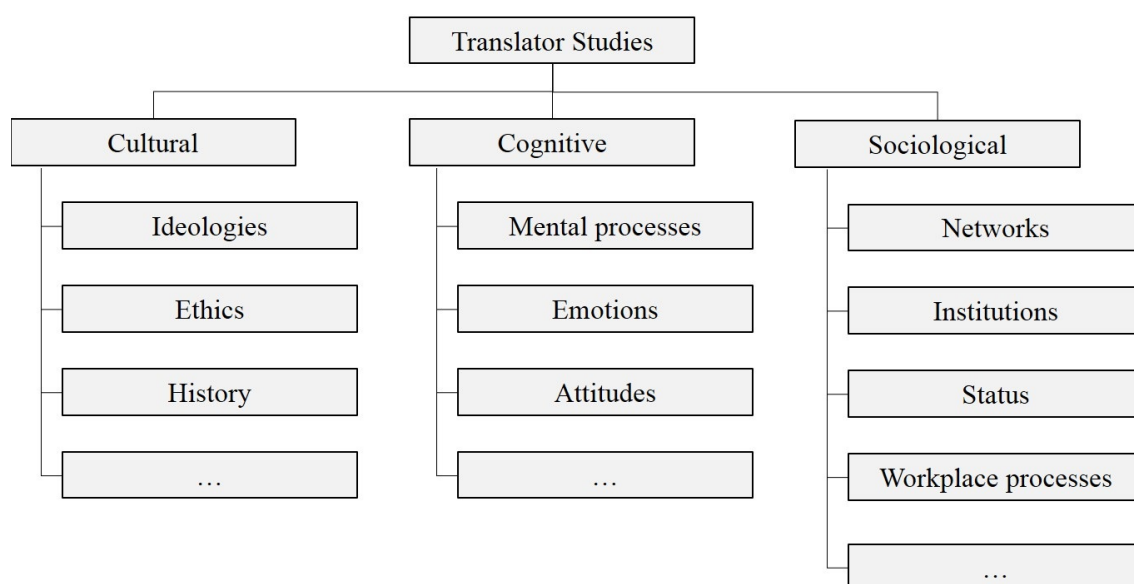 Translator Studies
Cultural
Ideologies
Ethics
History
…
Cognitive
Mental processes
Emotions
Attitudes
…
Sociological
Networks
Institutions
Status
Workplace processes
…